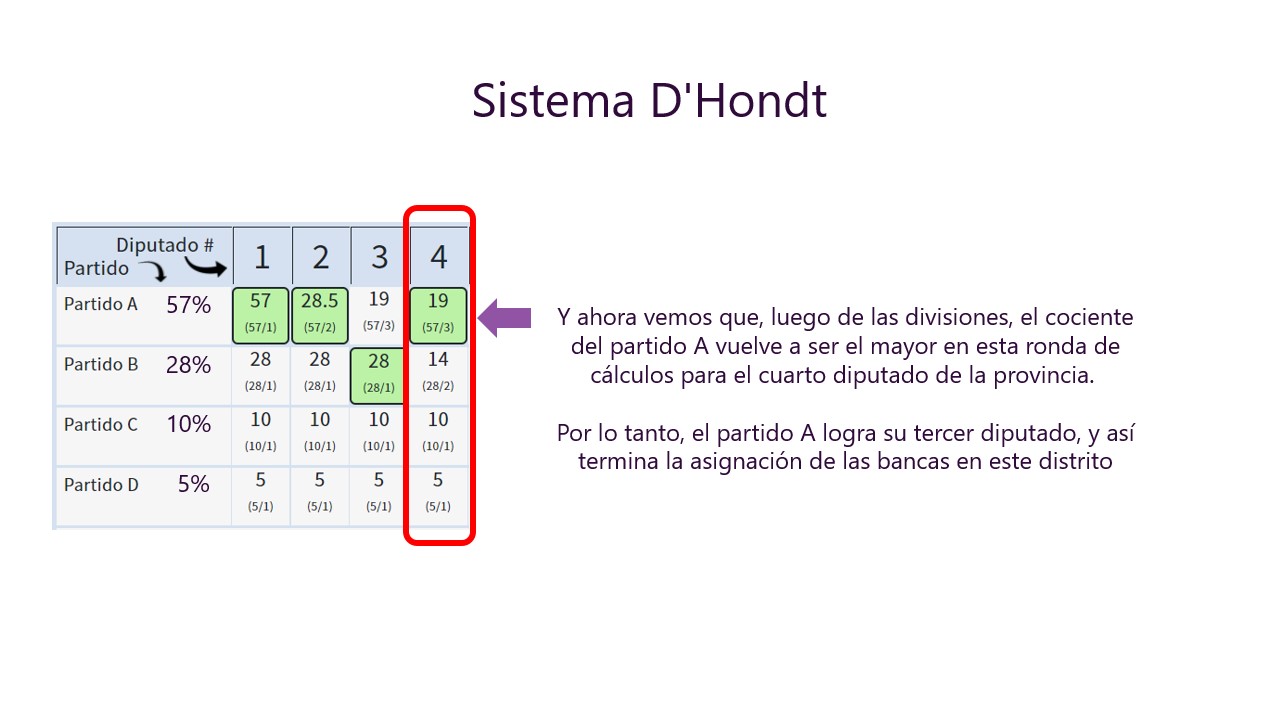 Sistema D'Hondt
Diputado #
Partido
1 2 3 4
Partido A 57% 57 28.5 19 19
(57/1) (57/2) (57/3) (57/3)
Partido B 28% 28 28 28 14
(28/1) (28/1) (28/1) (28/2)
Partido C 10% 10 10 10 10
(10/1) (10/1) (10/1) (10/1)
Partido D 5% 5 5 5 5
(5/1) (5/1) (5/1) (5/1)
Y ahora vemos que, luego de las divisiones, el cociente
del partido A vuelve a ser el mayor en esta ronda de
cálculos para el cuarto diputado de la provincia.
Por lo tanto, el partido A logra su tercer diputado, y así
termina la asignación de las bancas en este distrito